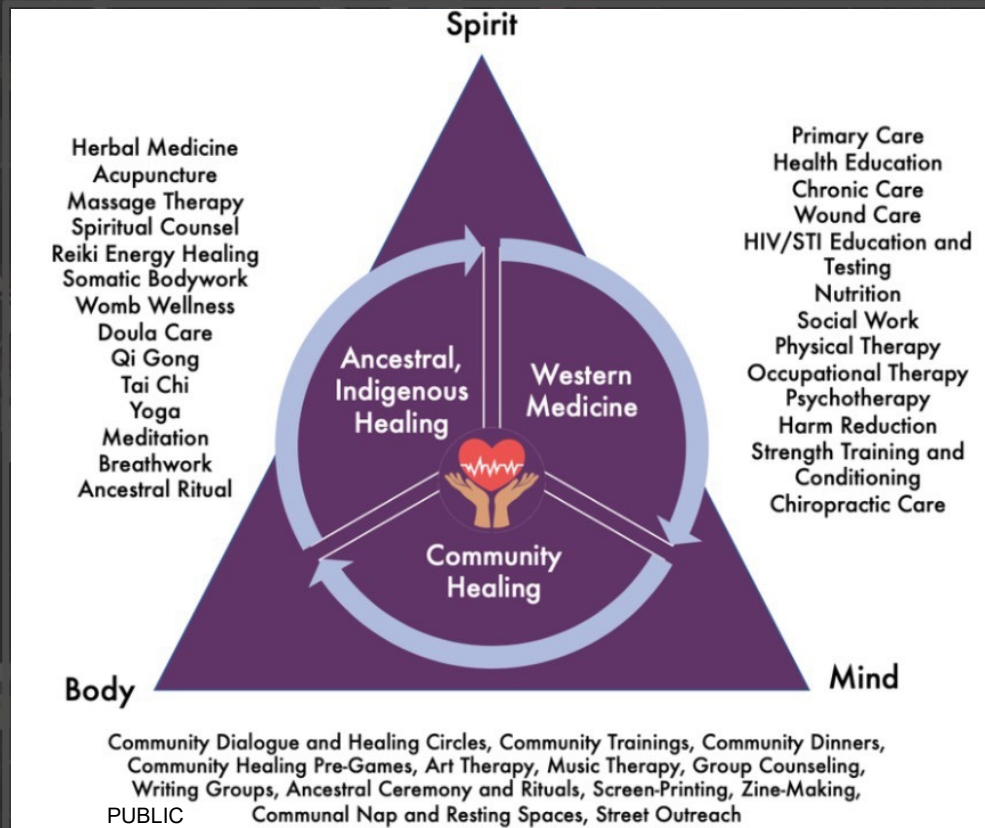 Spirit
Herbal Medicine
Acupuncture
Massage Therapy
Spiritual Counsel
Reiki Energy Healing
Somatic Bodywork
Womb Wellness
Doula Care
Qi Gong
Tai Chi
Yoga
Meditation
Breathwork
Ancestral Ritual
Primary Care
Health Education
Chronic Care
Wound Care
HIV/STI Education and
Testing
Nutrition
Social Work
Physical Therapy
Occupational Therapy
Psychotherapy
Harm Reduction
Strength Training and
Conditioning
Chiropractic Care
Ancestral,
Indigenous
Healing
Western
Medicine
Community
Healing
Body
Mind
Community Dialogue and Healing Circles, Community Trainings, Community Dinners,
Community Healing Pre-Games, Art Therapy, Music Therapy, Group Counseling,
Writing Groups, Ancestral Ceremony and Rituals, Screen-Printing, Zine-Making,
Communal Nap and Resting Spaces, Street Outreach
PUBLIC